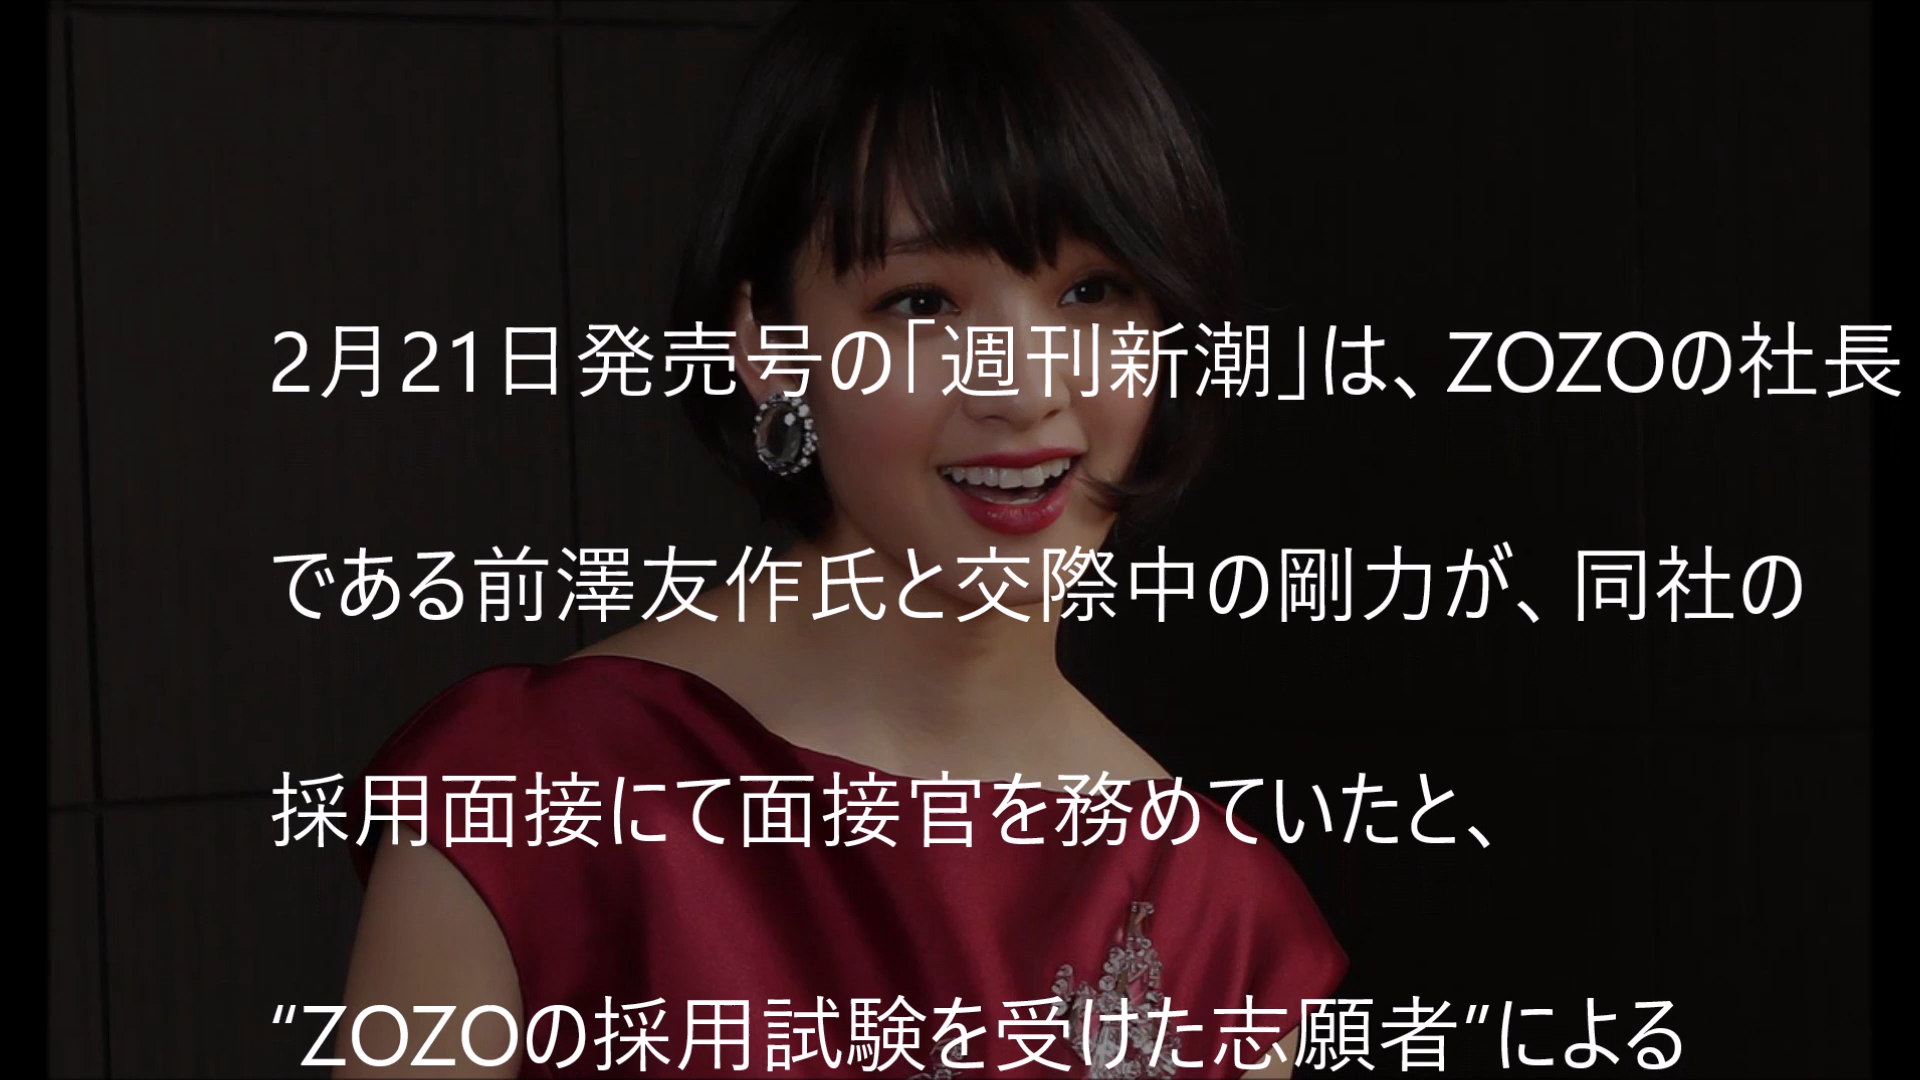 2月21日発売号の「週刊新潮」は、ZOZOの社長
である前澤友作氏と交際中の剛力が、同社の
採用面接にて面接官を務めていたと、
“ZOZOの採用試験を受けた志願者”による